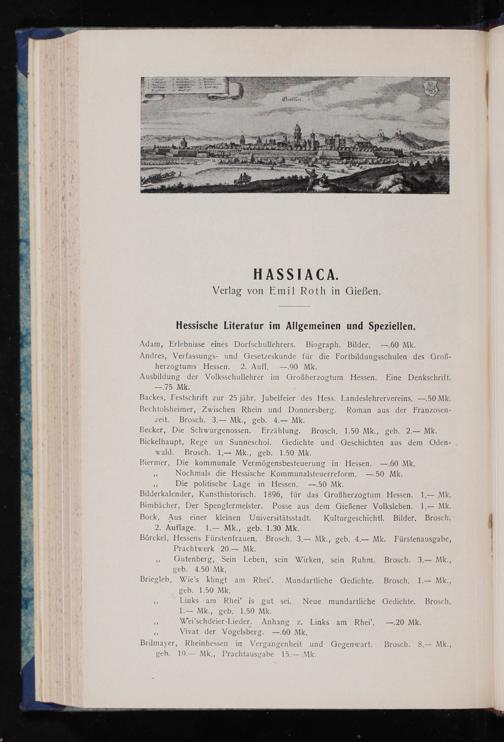 Gießen.
HASSIACA.
Verlag von Emil Roth in Gießen.
Hessische Literatur im Allgemeinen und Speziellen.
Adam, Erlebnisse eines Dorfschullehrers. Biograph. Bilder. —.60 Mk.
Andres, Verfassungs- und Gesetzeskunde für die Fortbildungsschulen des Groß-
herzogtums Hessen. 2. Aufl. —.90 Mk.
Ausbildung der Volksschullehrer im Großherzogtum Hessen. Eine Denkschrift.
—.75 Mk.
Backes, Festschrift zur 25 jähr. Jubelfeier des Hess. Landeslehrervereins. —.50 Mk.
Bechtolsheimer, Zwischen Rhein und Donnersberg. Roman aus der Franzosen-
zeit. Brosch. 3.— Mk., geb. 4.— Mk.
Becker, Die Schwurgenossen. Erzählung. Brosch. 1.50 Mk., geb. 2.— Mk.
Bickelhaupt, Rege un Sunneschoi. Gedichte und Geschichten aus dem Oden-
wald. Brosch. 1.— Mk., geb. 1.50 Mk.
Biermer, Die kommunale Vermögensbesteuerung in Hessen. —.60 Mk.
„ Nochmals die Hessische Kommunalsteuerreform. —.50 Mk.
„ Die politische Lage in Hessen. —.50 Mk.
Bilderkalender, Kunsthistorisch. 1896, für das Großherzogtum Hessen. 1.— Mk.
Bimbächer, Der Spenglermeister. Posse aus dem Gießener Volksleben. 1.— Mk.
Bock, Aus einer kleinen Universitätsstadt. Kulturgeschichtl. Bilder. Brosch.
2. Auflage. 1.— Mk., geb. 1.30 Mk.
Börckel, Hessens Fürstenfrauen. Brosch. 3.— Mk., geb. 4.— Mk. Fürstenausgabe,
Prachtwerk 20.— Mk.
„ Gutenberg, Sein Leben, sein Wirken, sein Ruhm. Brosch. 3.— Mk.,
geb. 4.50 Mk.
Briegleb, Wie's klingt am Rhei'. Mundartliche Gedichte. Brosch. 1.— Mk.,
geb. 1.50 Mk.
„ Links am Rhei' is gut sei. Neue mundartliche Gedichte. Brosch.
1.— Mk., geb. 1.50 Mk.
„ Wei'scheier-Lieder. Anhang z. Links am Rhei'. —.20 Mk.
„ Vivat der Vogelsberg. —.60 Mk.
Brilmayer, Rheinhessen in Vergangenheit und Gegenwart. Brosch. 8.— Mk.,
geb. 10.— Mk., Prachtausgabe 15.— Mk.